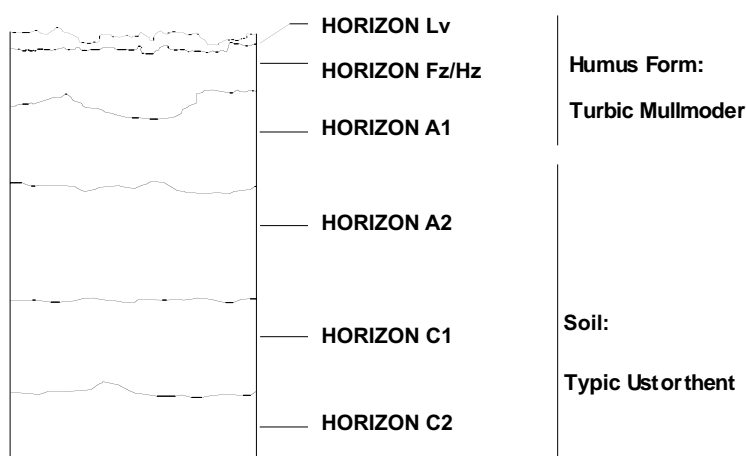 HORIZON Lv
HORIZON Fz/Hz
HORIZON A1
HORIZON A2
HORIZON C1
HORIZON C2
Humus Form:
Turbic Mullmoder
Soil:
Typic Ustorthent